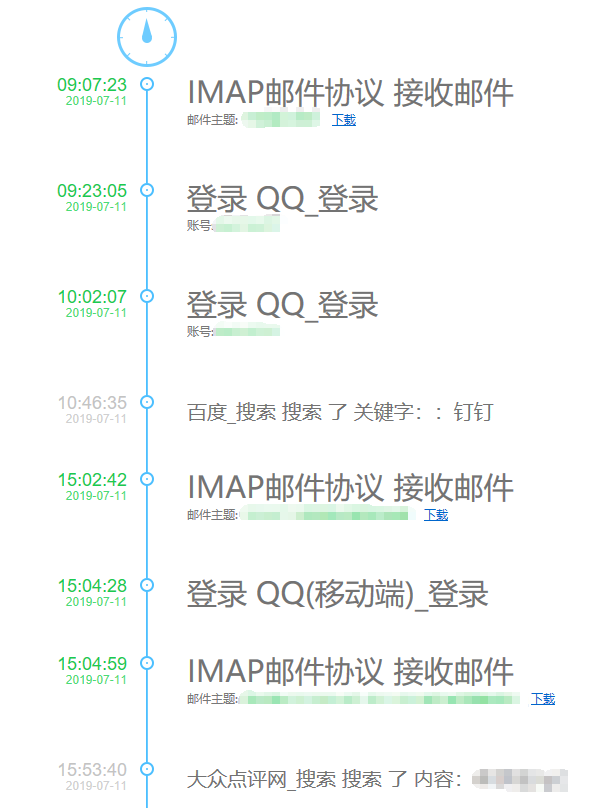 09:07:23 IMAP邮件协议 接收邮件
2019-07-11 邮件主题: 下载
09:23:05 登录 QQ_登录
2019-07-11 账号:
10:02:07 登录 QQ_登录
2019-07-11 账号:
10:46:35 百度_搜索 搜索 了 关键字：：钉钉
2019-07-11
15:02:42 IMAP邮件协议 接收邮件
2019-07-11 邮件主题: 下载
15:04:28 登录 QQ(移动端)_登录
2019-07-11
15:04:59 IMAP邮件协议 接收邮件
2019-07-11 邮件主题: 下载
15:53:40 大众点评网_搜索 搜索 了 内容：
2019-07-11